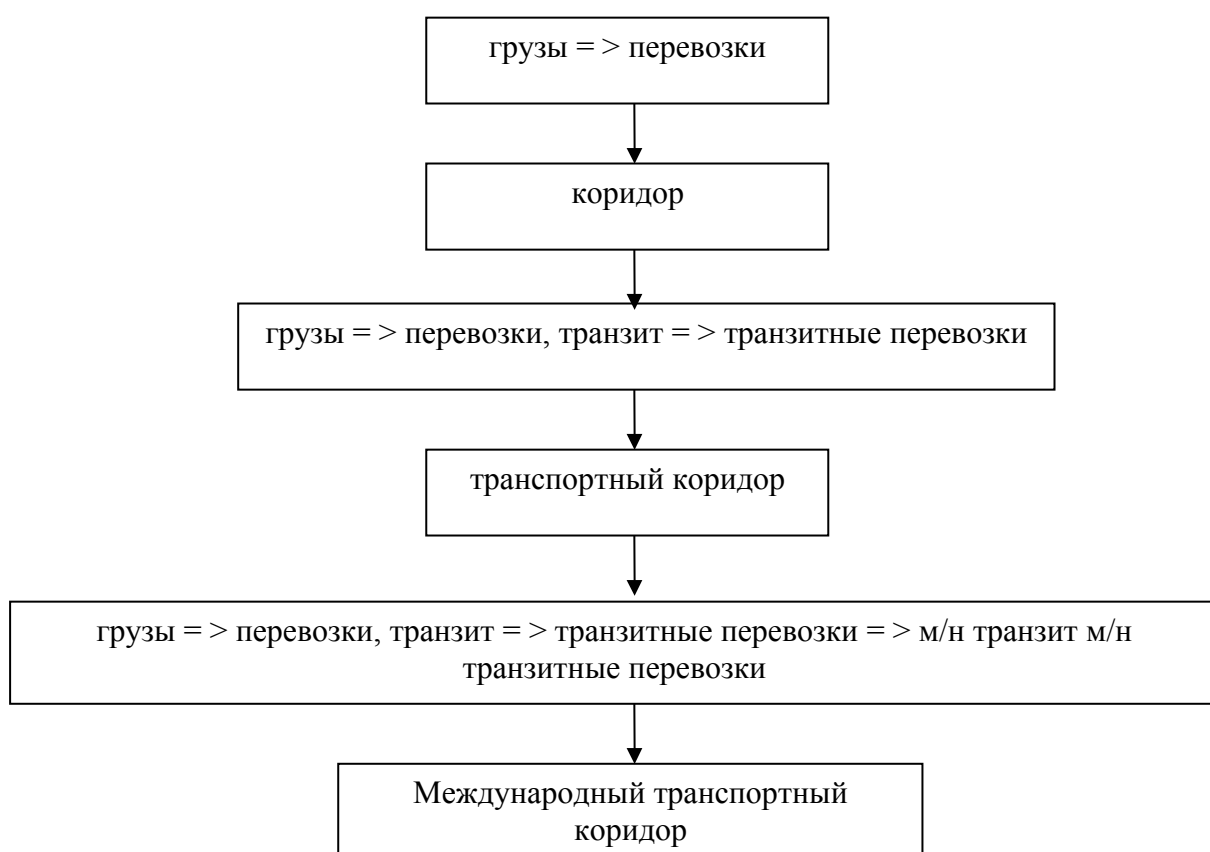 грузы = > перевозки
коридор
грузы = > перевозки, транзит = > транзитные перевозки
транспортный коридор
грузы = > перевозки, транзит = > транзитные перевозки = > м/н транзит м/н
транзитные перевозки
Международный транспортный
коридор